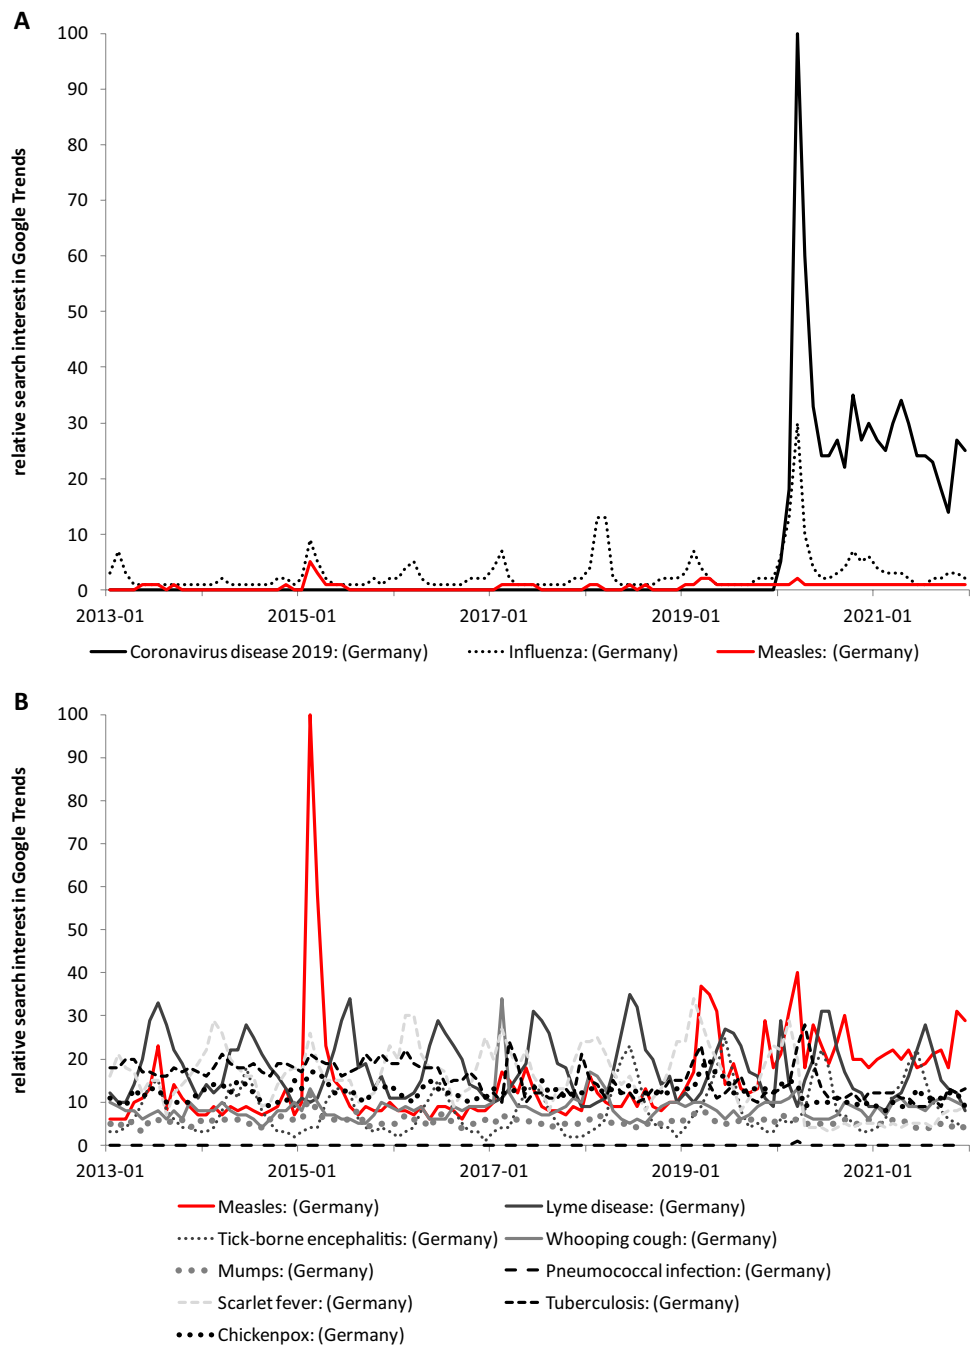 A
relative search interest in Google Trends
100
90
80
70
60
50
40
30
20
10
0
2013-01 2015-01 2017-01 2019-01 2021-01
Coronavirus disease 2019: (Germany) Influenza: (Germany) Measles: (Germany)
B
relative search interest in Google Trends
100
90
80
70
60
50
40
30
20
10
0
2013-01 2015-01 2017-01 2019-01 2021-01
Measles: (Germany) Lyme disease: (Germany)
Tick-borne encephalitis: (Germany) Whooping cough: (Germany)
Mumps: (Germany) Pneumococcal infection: (Germany)
Scarlet fever: (Germany) Tuberculosis: (Germany)
Chickenpox: (Germany)